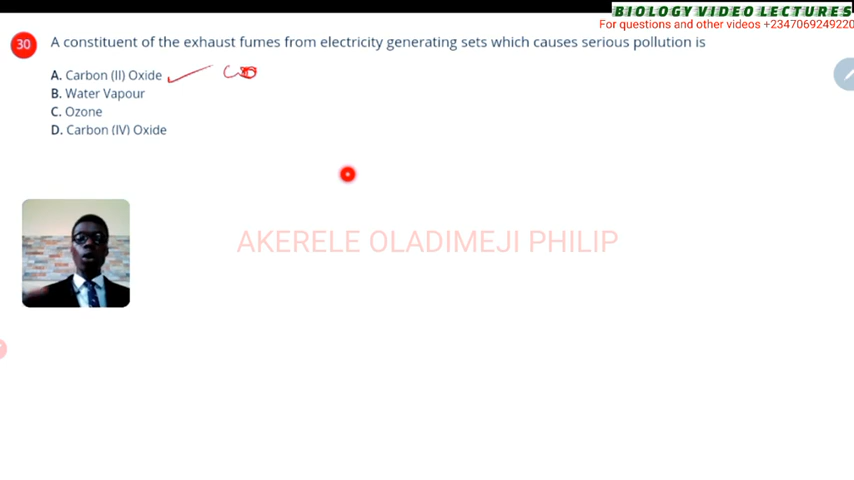 BIOLOGY VIDEO LECTURES
For questions and other videos +2347069249220
30 A constituent of the exhaust fumes from electricity generating sets which causes serious pollution is
A. Carbon (II) Oxide
B. Water Vapour
C. Ozone
D. Carbon (IV) Oxide
AKERELE OLADIMEJI PHILIP